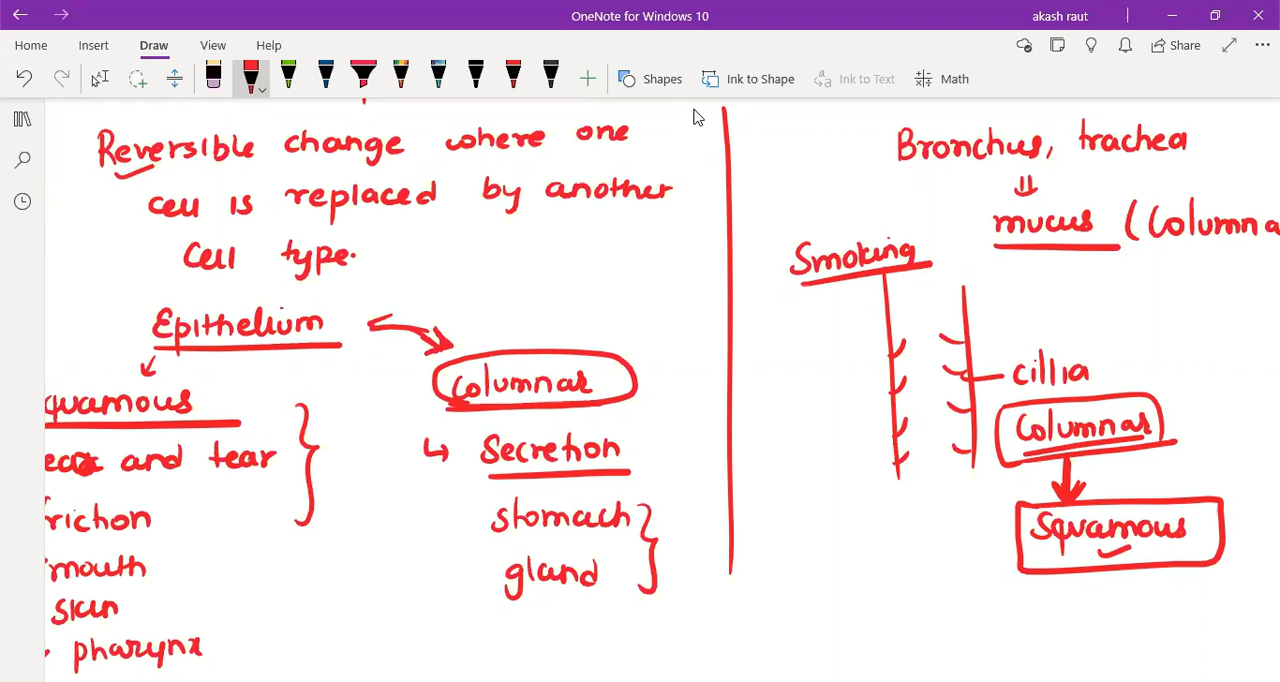 OneNote for Windows 10
akash raut
Home Insert Draw View Help
Share
Shapes
Ink to Shape
Ink to Text
Math
Reversible change where one
cell is replaced by another
cell type.
Epithelium
quamous
and tear
mouth
skin
pharynx
Columnar
Secretion
stomach
gland
Bronchus, trachea
mucus (Columna
Smoking
cillia
Columnar
Squamous